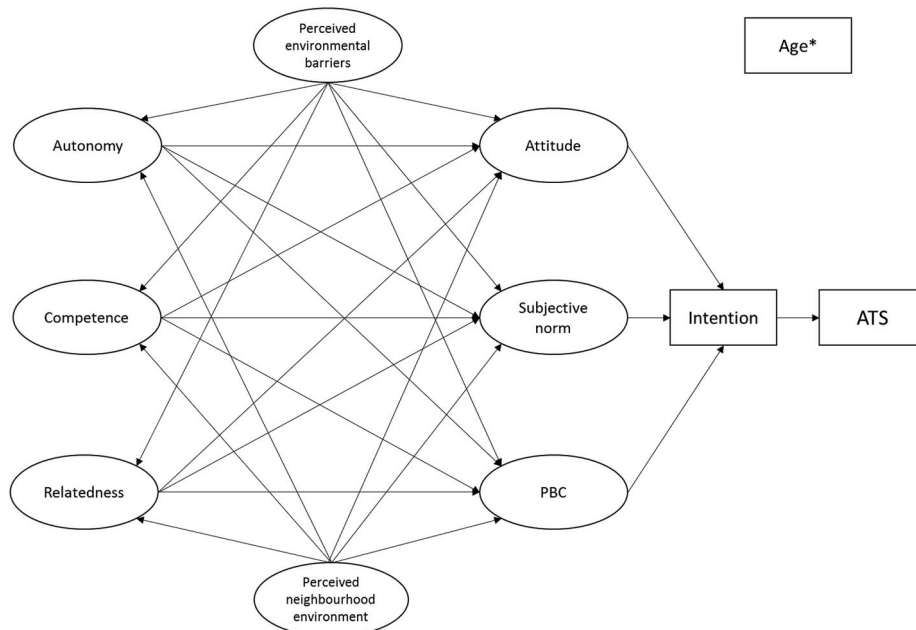 Perceived
environmental
barriers
Age*
Autonomy
Attitude
Competence
Subjective
norm
Intention
ATS
Relatedness
PBC
Perceived
neighbourhood
environment